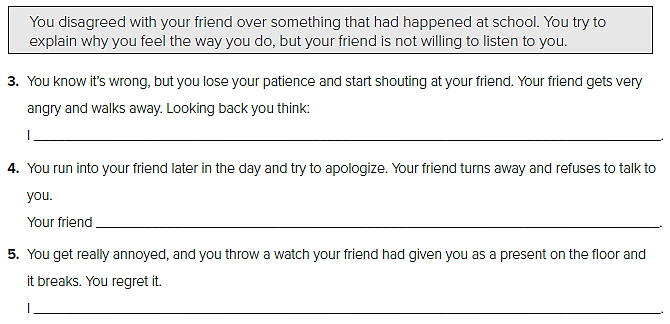 You disagreed with your friend over something that had happened at school. You try to
explain why you feel the way you do, but your friend is not willing to listen to you.
3. You know it's wrong, but you lose your patience and start shouting at your friend. Your friend gets very
angry and walks away. Looking back you think:
I ______________________________.
4. You run into your friend later in the day and try to apologize. Your friend turns away and refuses to talk to
you.
Your friend ______________________________.
5. You get really annoyed, and you throw a watch your friend had given you as a present on the floor and
it breaks. You regret it.
I ______________________________.